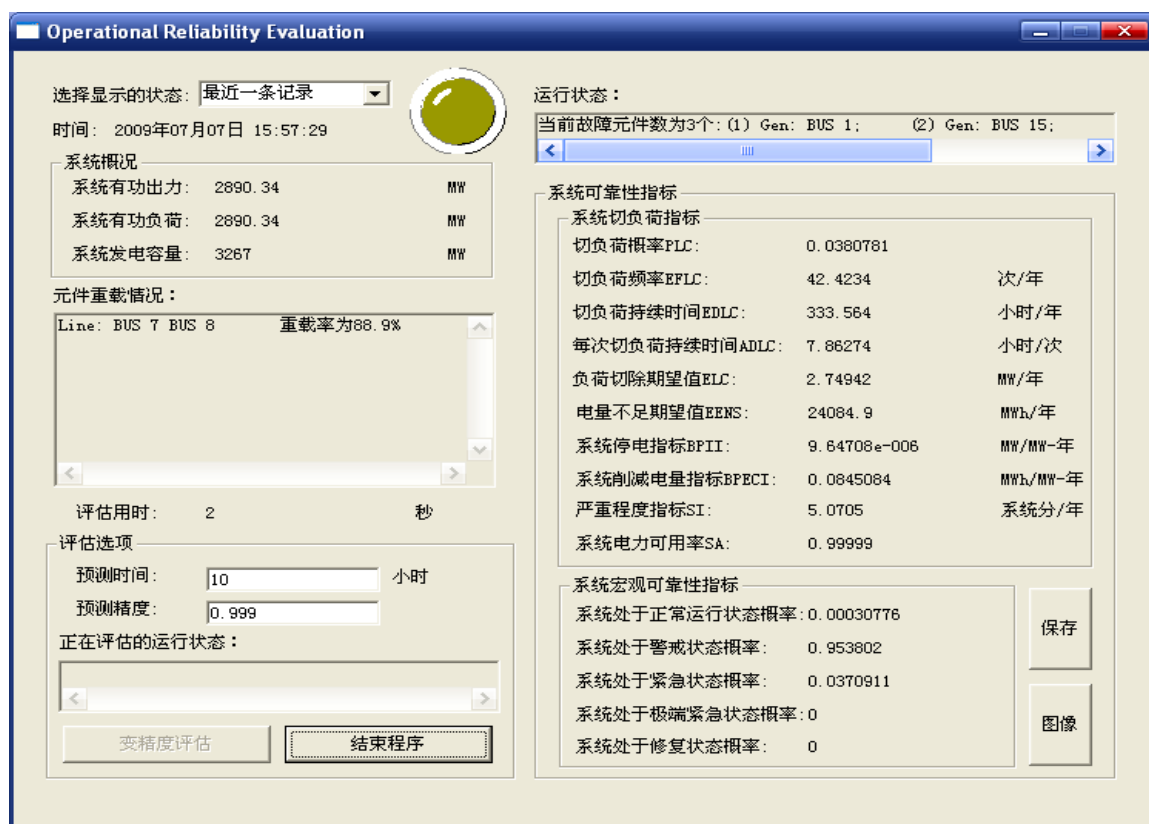 Operational Reliability Evaluation
选择显示的状态: 最近一条记录
时间: 2009年07月07日 15:57:29
系统概况
系统有功出力: 2890.34 MW
系统有功负荷: 2890.34 MW
系统发电容量: 3267 MW
元件重载情况：
Line: BUS 7 BUS 8 重载率为88.9%
评估用时: 2 秒
评估选项
预测时间: 10 小时
预测精度: 0.999
正在评估的运行状态：
变精度评估 结束程序
运行状态：
当前故障元件数为3个:(1) Gen: BUS 1; (2) Gen: BUS 15;
系统可靠性指标
系统切负荷指标
切负荷概率PLC: 0.0380781
切负荷频率EFLC: 42.4234 次/年
切负荷持续时间EDLC: 333.564 小时/年
每次切负荷持续时间ADLC: 7.86274 小时/次
负荷切除期望值ELC: 2.74942 MW/年
电量不足期望值EENS: 24084.9 MWh/年
系统停电指标BPII: 9.64708e-006 MW/MW-年
系统削减电量指标BPECI: 0.0845084 MWh/MW-年
严重程度指标SI: 5.0705 系统分/年
系统电力可用率SA: 0.99999
系统宏观可靠性指标
系统处于正常运行状态概率:0.00030776
系统处于警戒状态概率: 0.953802
系统处于紧急状态概率: 0.0370911
系统处于极端紧急状态概率:0
系统处于修复状态概率: 0
保存
图像